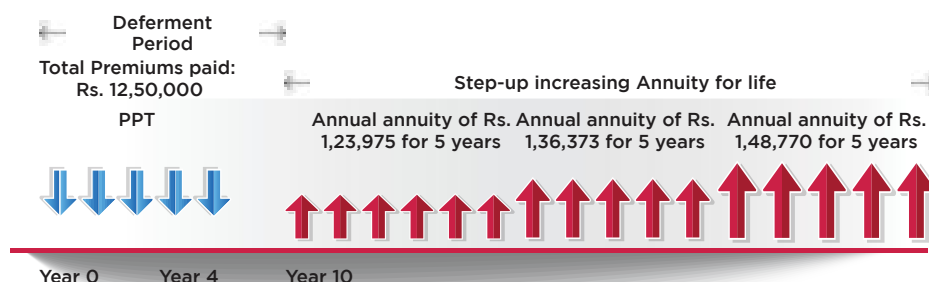 Deferment
Period
Total Premiums paid:
Rs. 12,50,000
Step-up increasing Annuity for life
PPT
Annual annuity of Rs.
1,23,975 for 5 years
Annual annuity of Rs.
1,36,373 for 5 years
Annual annuity of Rs.
1,48,770 for 5 years
Year 0
Year 4
Year 10